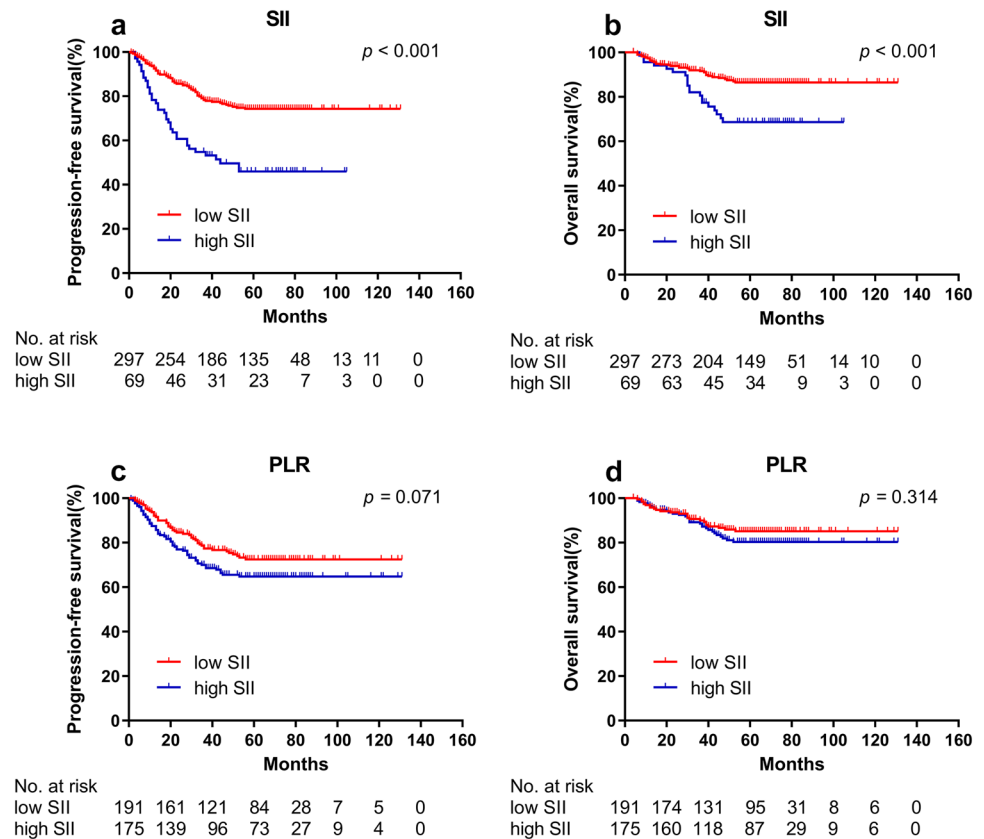 a
SII
p < 0.001
Progression-free survival(%)
100
80
60
40
20
0
low SII
high SII
0 20 40 60 80 100 120 140 160
Months
No. at risk
low SII 297 254 186 135 48 13 11 0
high SII 69 46 31 23 7 3 0 0
b
SII
p < 0.001
Overall survival(%)
100
80
60
40
20
0
low SII
high SII
0 20 40 60 80 100 120 140 160
Months
No. at risk
low SII 297 273 204 149 51 14 10 0
high SII 69 63 45 34 9 3 0 0
c
PLR
p = 0.071
Progression-free survival(%)
100
80
60
40
20
0
low SII
high SII
0 20 40 60 80 100 120 140 160
Months
No. at risk
low SII 191 161 121 84 28 7 5 0
high SII 175 139 96 73 27 9 4 0
d
PLR
p = 0.314
Overall survival(%)
100
80
60
40
20
0
low SII
high SII
0 20 40 60 80 100 120 140 160
Months
No. at risk
low SII 191 174 131 95 31 8 6 0
high SII 175 160 118 87 29 9 6 0